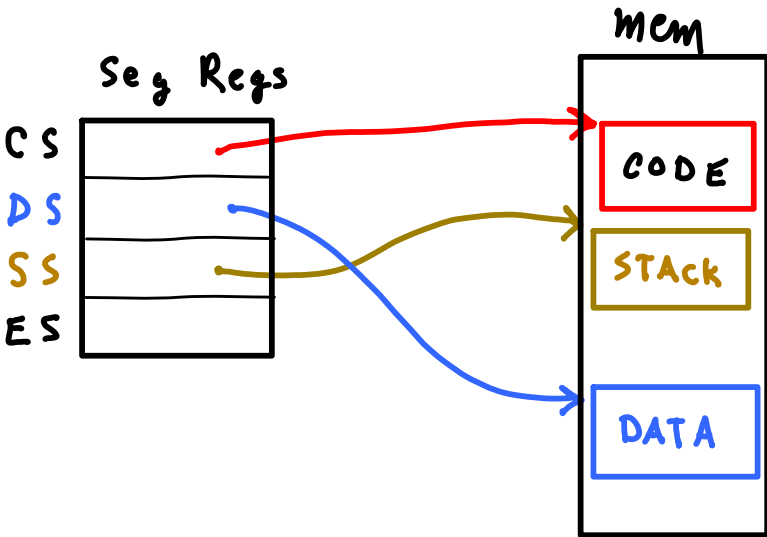 mem
Seg Regs
CS
CODE
DS
SS
STAck
ES
DATA